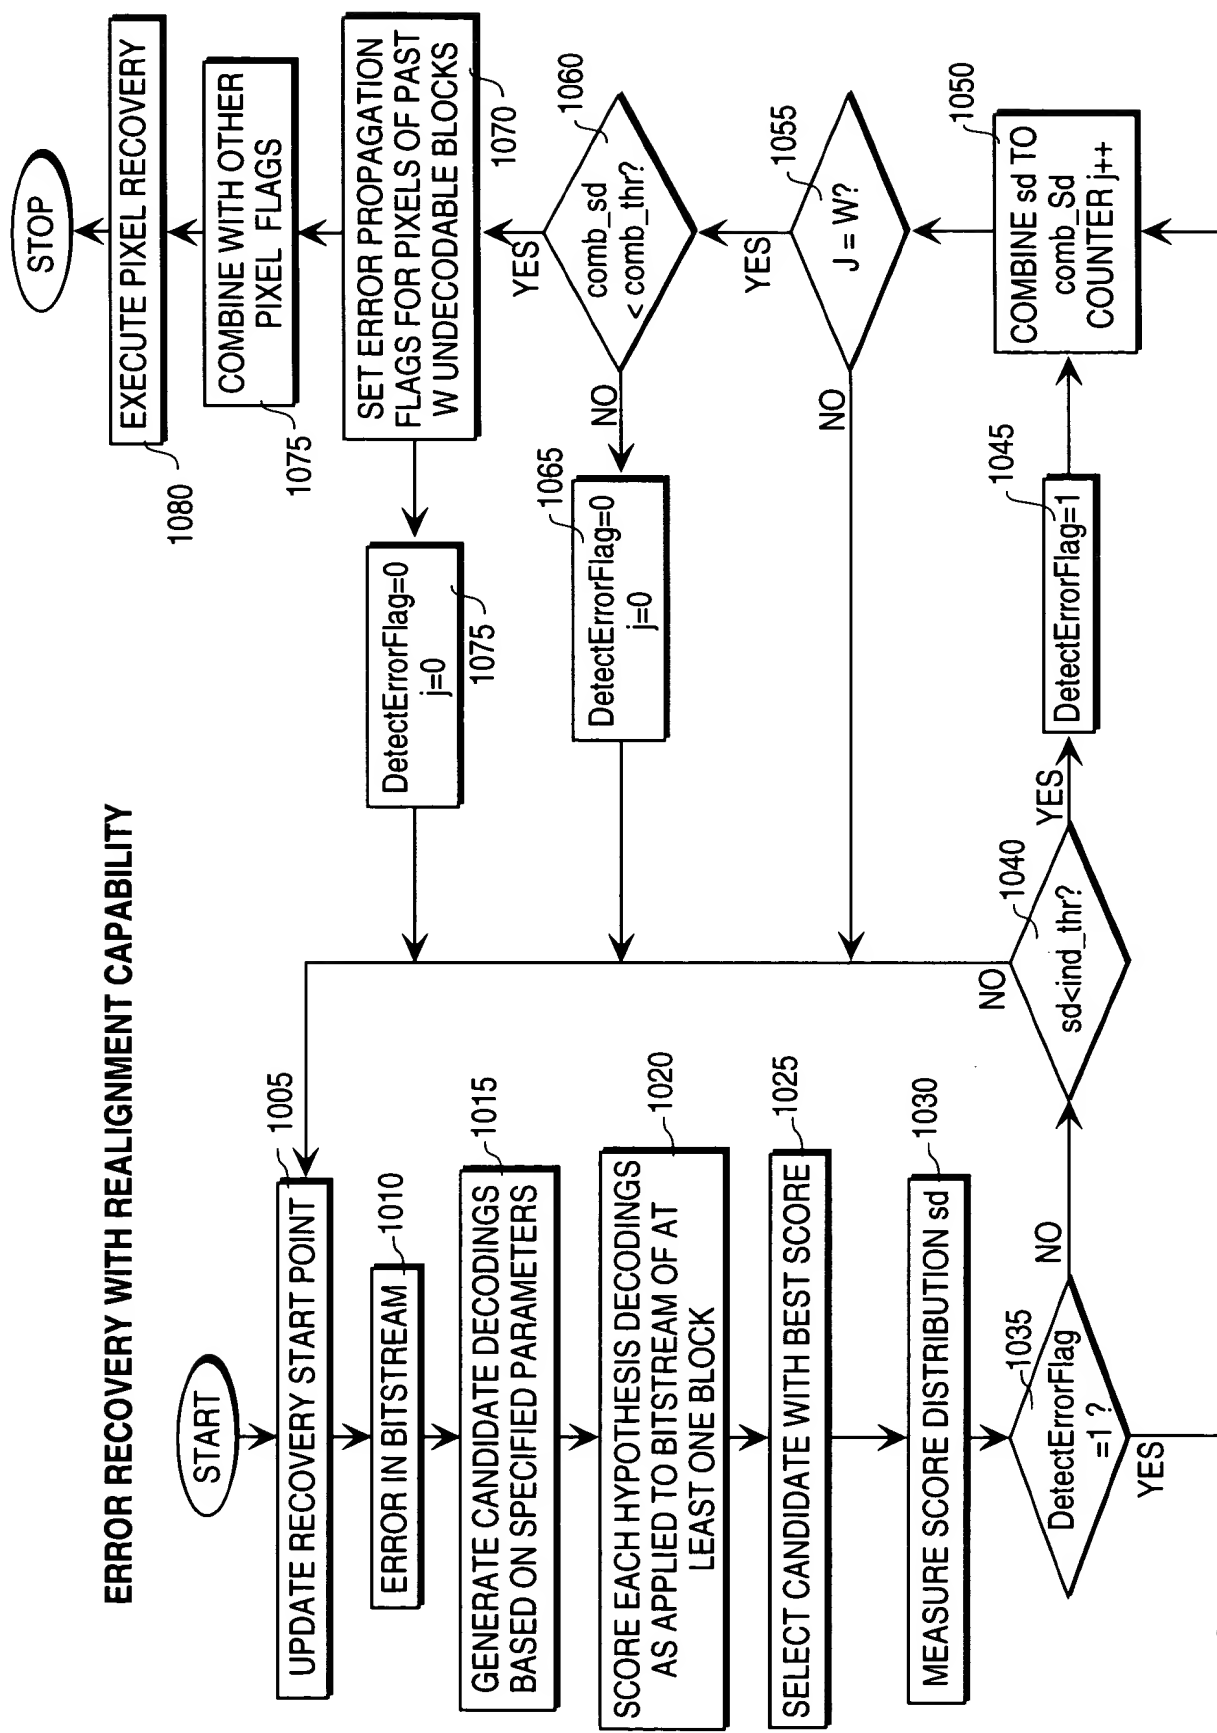 ERROR RECOVERY WITH REALIGNMENT CAPABILITY
START
UPDATE RECOVERY START POINT
1005
ERROR IN BITSTREAM
1010
GENERATE CANDIDATE DECODINGS
BASED ON SPECIFIED PARAMETERS
1015
SCORE EACH HYPOTHESIS DECODINGS
AS APPLIED TO BITSTREAM OF AT
LEAST ONE BLOCK
1020
SELECT CANDIDATE WITH BEST SCORE
1025
MEASURE SCORE DISTRIBUTION sd
1030
DetectErrorFlag
=1 ?
1035
YES
NO
sd<ind_thr?
1040
NO
YES
DetectErrorFlag=1
1045
COMBINE sd TO
comb_Sd
COUNTER j++
1050
J = W?
1055
NO
YES
comb_sd
< comb_thr?
1060
NO
YES
DetectErrorFlag=0
j=0
1065
SET ERROR PROPAGATION
FLAGS FOR PIXELS OF PAST
W UNDECODABLE BLOCKS
1070
DetectErrorFlag=0
j=0
1075
COMBINE WITH OTHER
PIXEL FLAGS
1075
EXECUTE PIXEL RECOVERY
1080
STOP